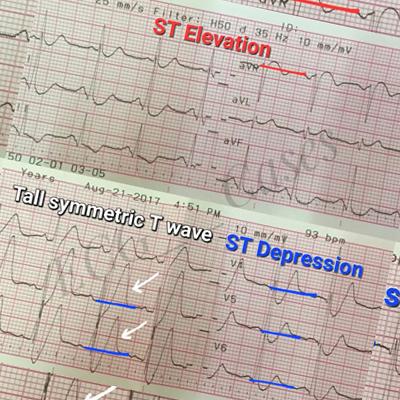 25 mm/s Filter: H50 d 35 Hz 10 mm/mV
ID:
ST Elevation
aVR
aVL
aVF
cases
50 02-01 03-05
Years Aug-21-2017 4:51 PM
10 mm/mV 93 bpm
Tall symmetric T wave
ST Depression
V4
V5
V6
S